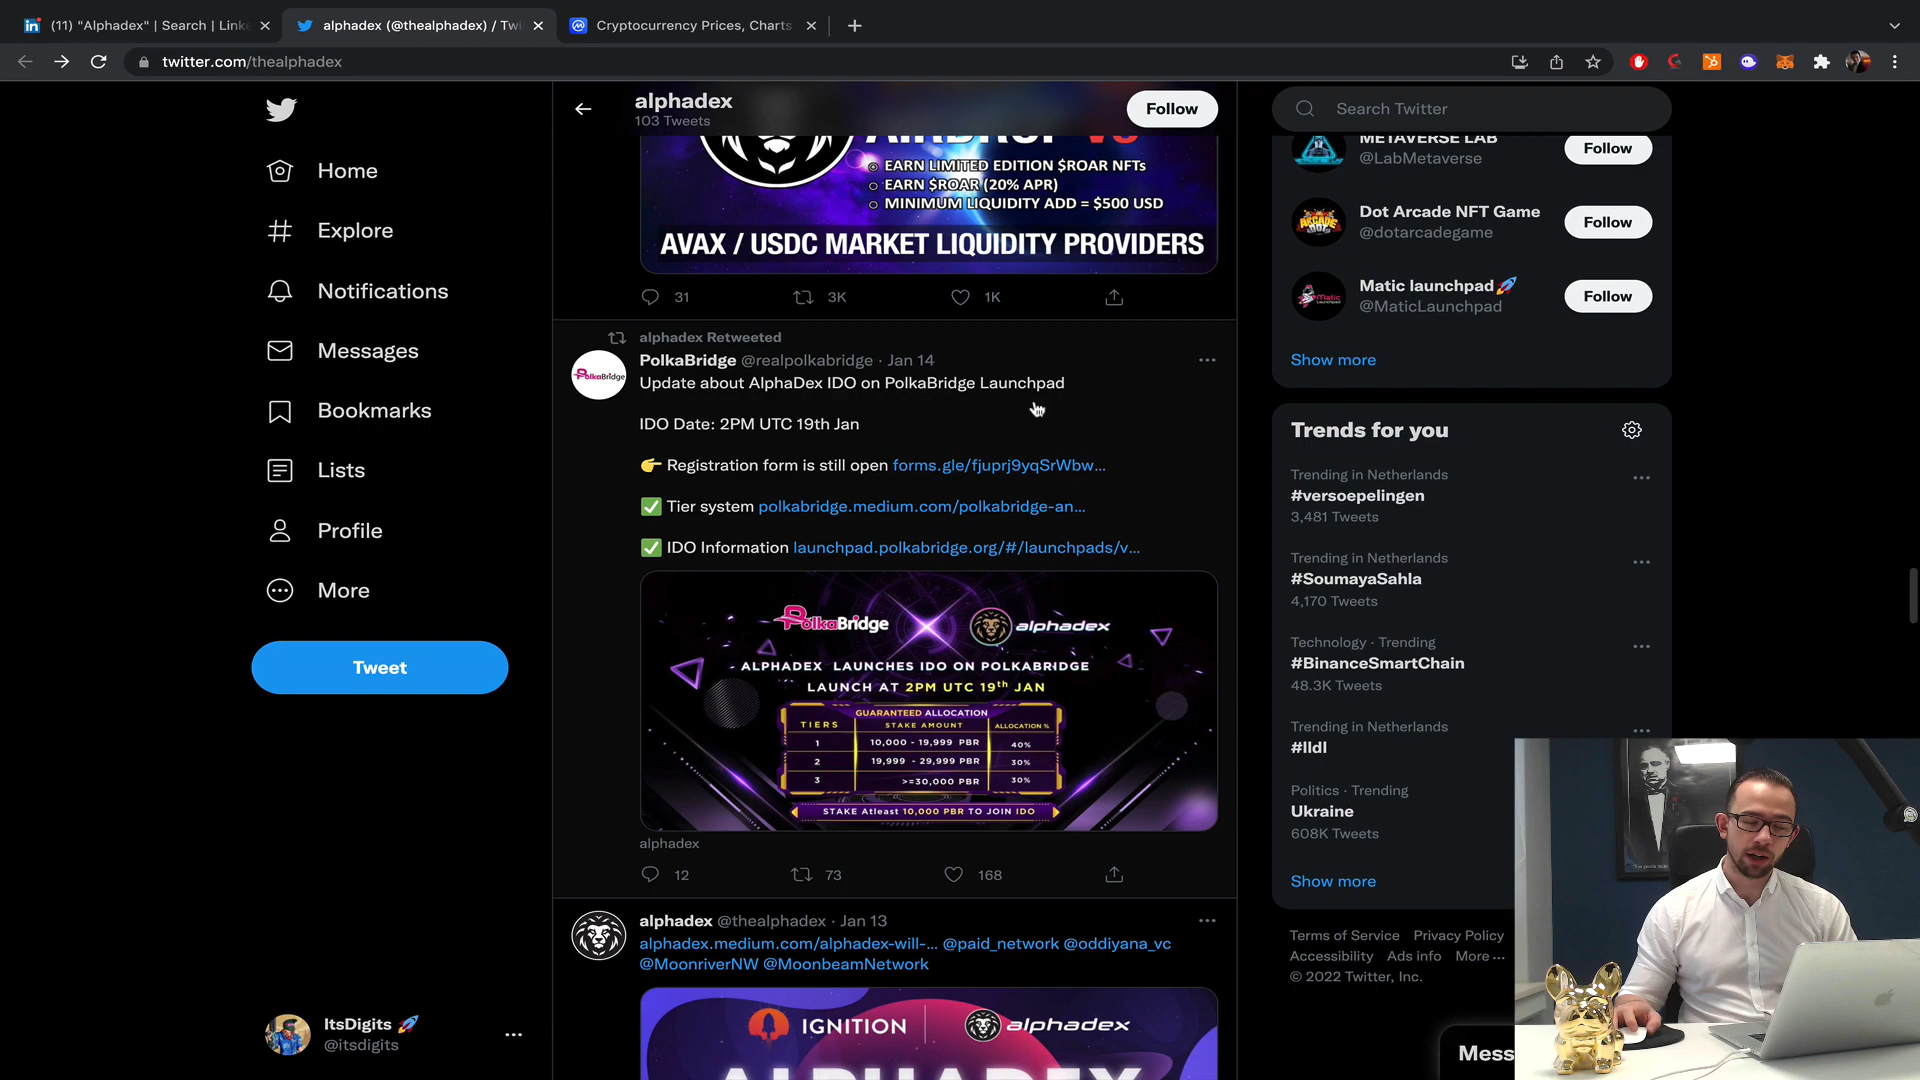 (11) "Alphadex" | Search | Linke
alphadex (@thealphadex) / Twi
Cryptocurrency Prices, Charts
twitter.com/thealphadex
Home
Explore
Notifications
Messages
Bookmarks
Lists
Profile
More
Tweet
ItsDigits 🚀
@itsdigits
alphadex
103 Tweets
Follow
EARN LIMITED EDITION $ROAR NFTs
EARN $ROAR (20% APR)
MINIMUM LIQUIDITY ADD = $500 USD
AVAX / USDC MARKET LIQUIDITY PROVIDERS
31 3K 1K
alphadex Retweeted
PolkaBridge @realpolkabridge · Jan 14
Update about AlphaDex IDO on PolkaBridge Launchpad
IDO Date: 2PM UTC 19th Jan
👉 Registration form is still open forms.gle/fjuprj9yqSrWbw...
✅ Tier system polkabridge.medium.com/polkabridge-an...
✅ IDO Information launchpad.polkabridge.org/#/launchpads/v...
PolkaBridge alphadex
ALPHADEX LAUNCHES IDO ON POLKABRIDGE
LAUNCH AT 2PM UTC 19th JAN
GUARANTEED ALLOCATION
TIERS STAKE AMOUNT ALLOCATION %
1 10,000 - 19,999 PBR 40%
2 19,999 - 29,999 PBR 30%
3 >=30,000 PBR 30%
STAKE Atleast 10,000 PBR TO JOIN IDO
alphadex
12 73 168
alphadex @thealphadex · Jan 13
alphadex.medium.com/alphadex-will-... @paid_network @oddiyana_vc
@MoonriverNW @MoonbeamNetwork
IGNITION | alphadex
ALPHADEX
Search Twitter
METAVERSE LAB
@LabMetaverse
Follow
Dot Arcade NFT Game
@dotarcadegame
Follow
Matic launchpad🚀
@MaticLaunchpad
Follow
Show more
Trends for you
Trending in Netherlands
#versoepelingen
3,481 Tweets
Trending in Netherlands
#SoumayaSahla
4,170 Tweets
Technology · Trending
#BinanceSmartChain
48.3K Tweets
Trending in Netherlands
#lldl
Politics · Trending
Ukraine
608K Tweets
Show more
Terms of Service Privacy Policy
Accessibility Ads info More ···
© 2022 Twitter, Inc.
Mess